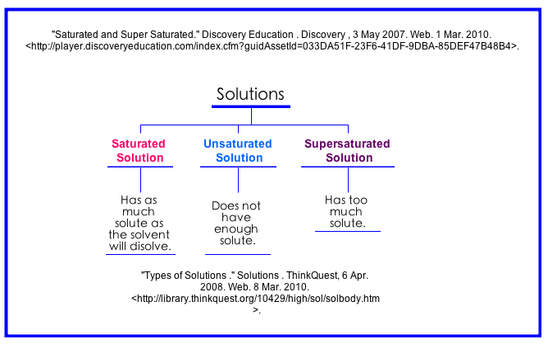 "Saturated and Super Saturated." Discovery Education . Discovery , 3 May 2007. Web. 1 Mar. 2010.
<http://player.discoveryeducation.com/index.cfm?guidAssetId=033DA51F-23F6-41DF-9DBA-85DEF47B48B4>.
Solutions
Saturated
Solution
Has as
much
solute as
the solvent
will disolve.
Unsaturated
Solution
Does not
have
enough
solute.
Supersaturated
Solution
Has too
much
solute.
"Types of Solutions ." Solutions . ThinkQuest, 6 Apr.
2008. Web. 8 Mar. 2010.
<http://library.thinkquest.org/10429/high/sol/solbody.htm
>.